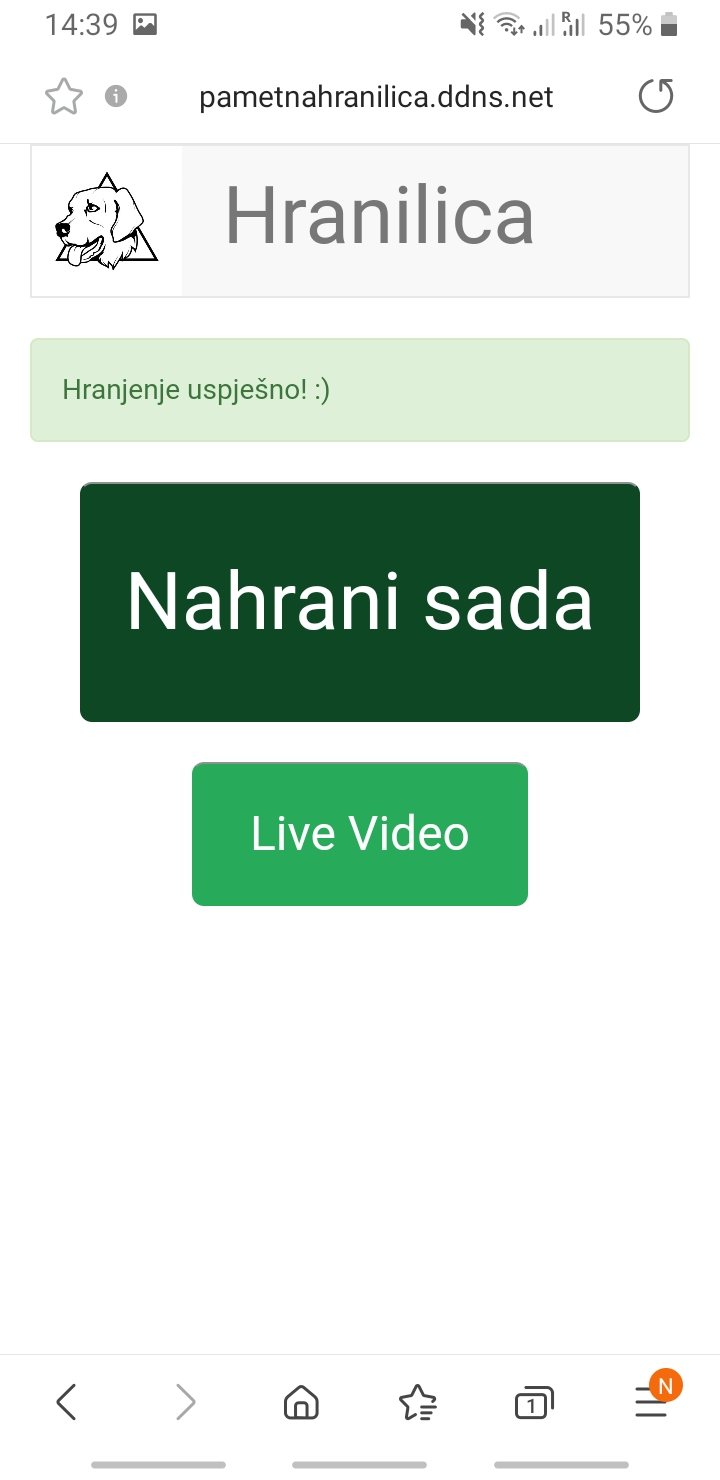 14:39
R
55%
pametnahranilica.ddns.net
Hranilica
Hranjenje uspješno! :)
Nahrani sada
Live Video
1
N